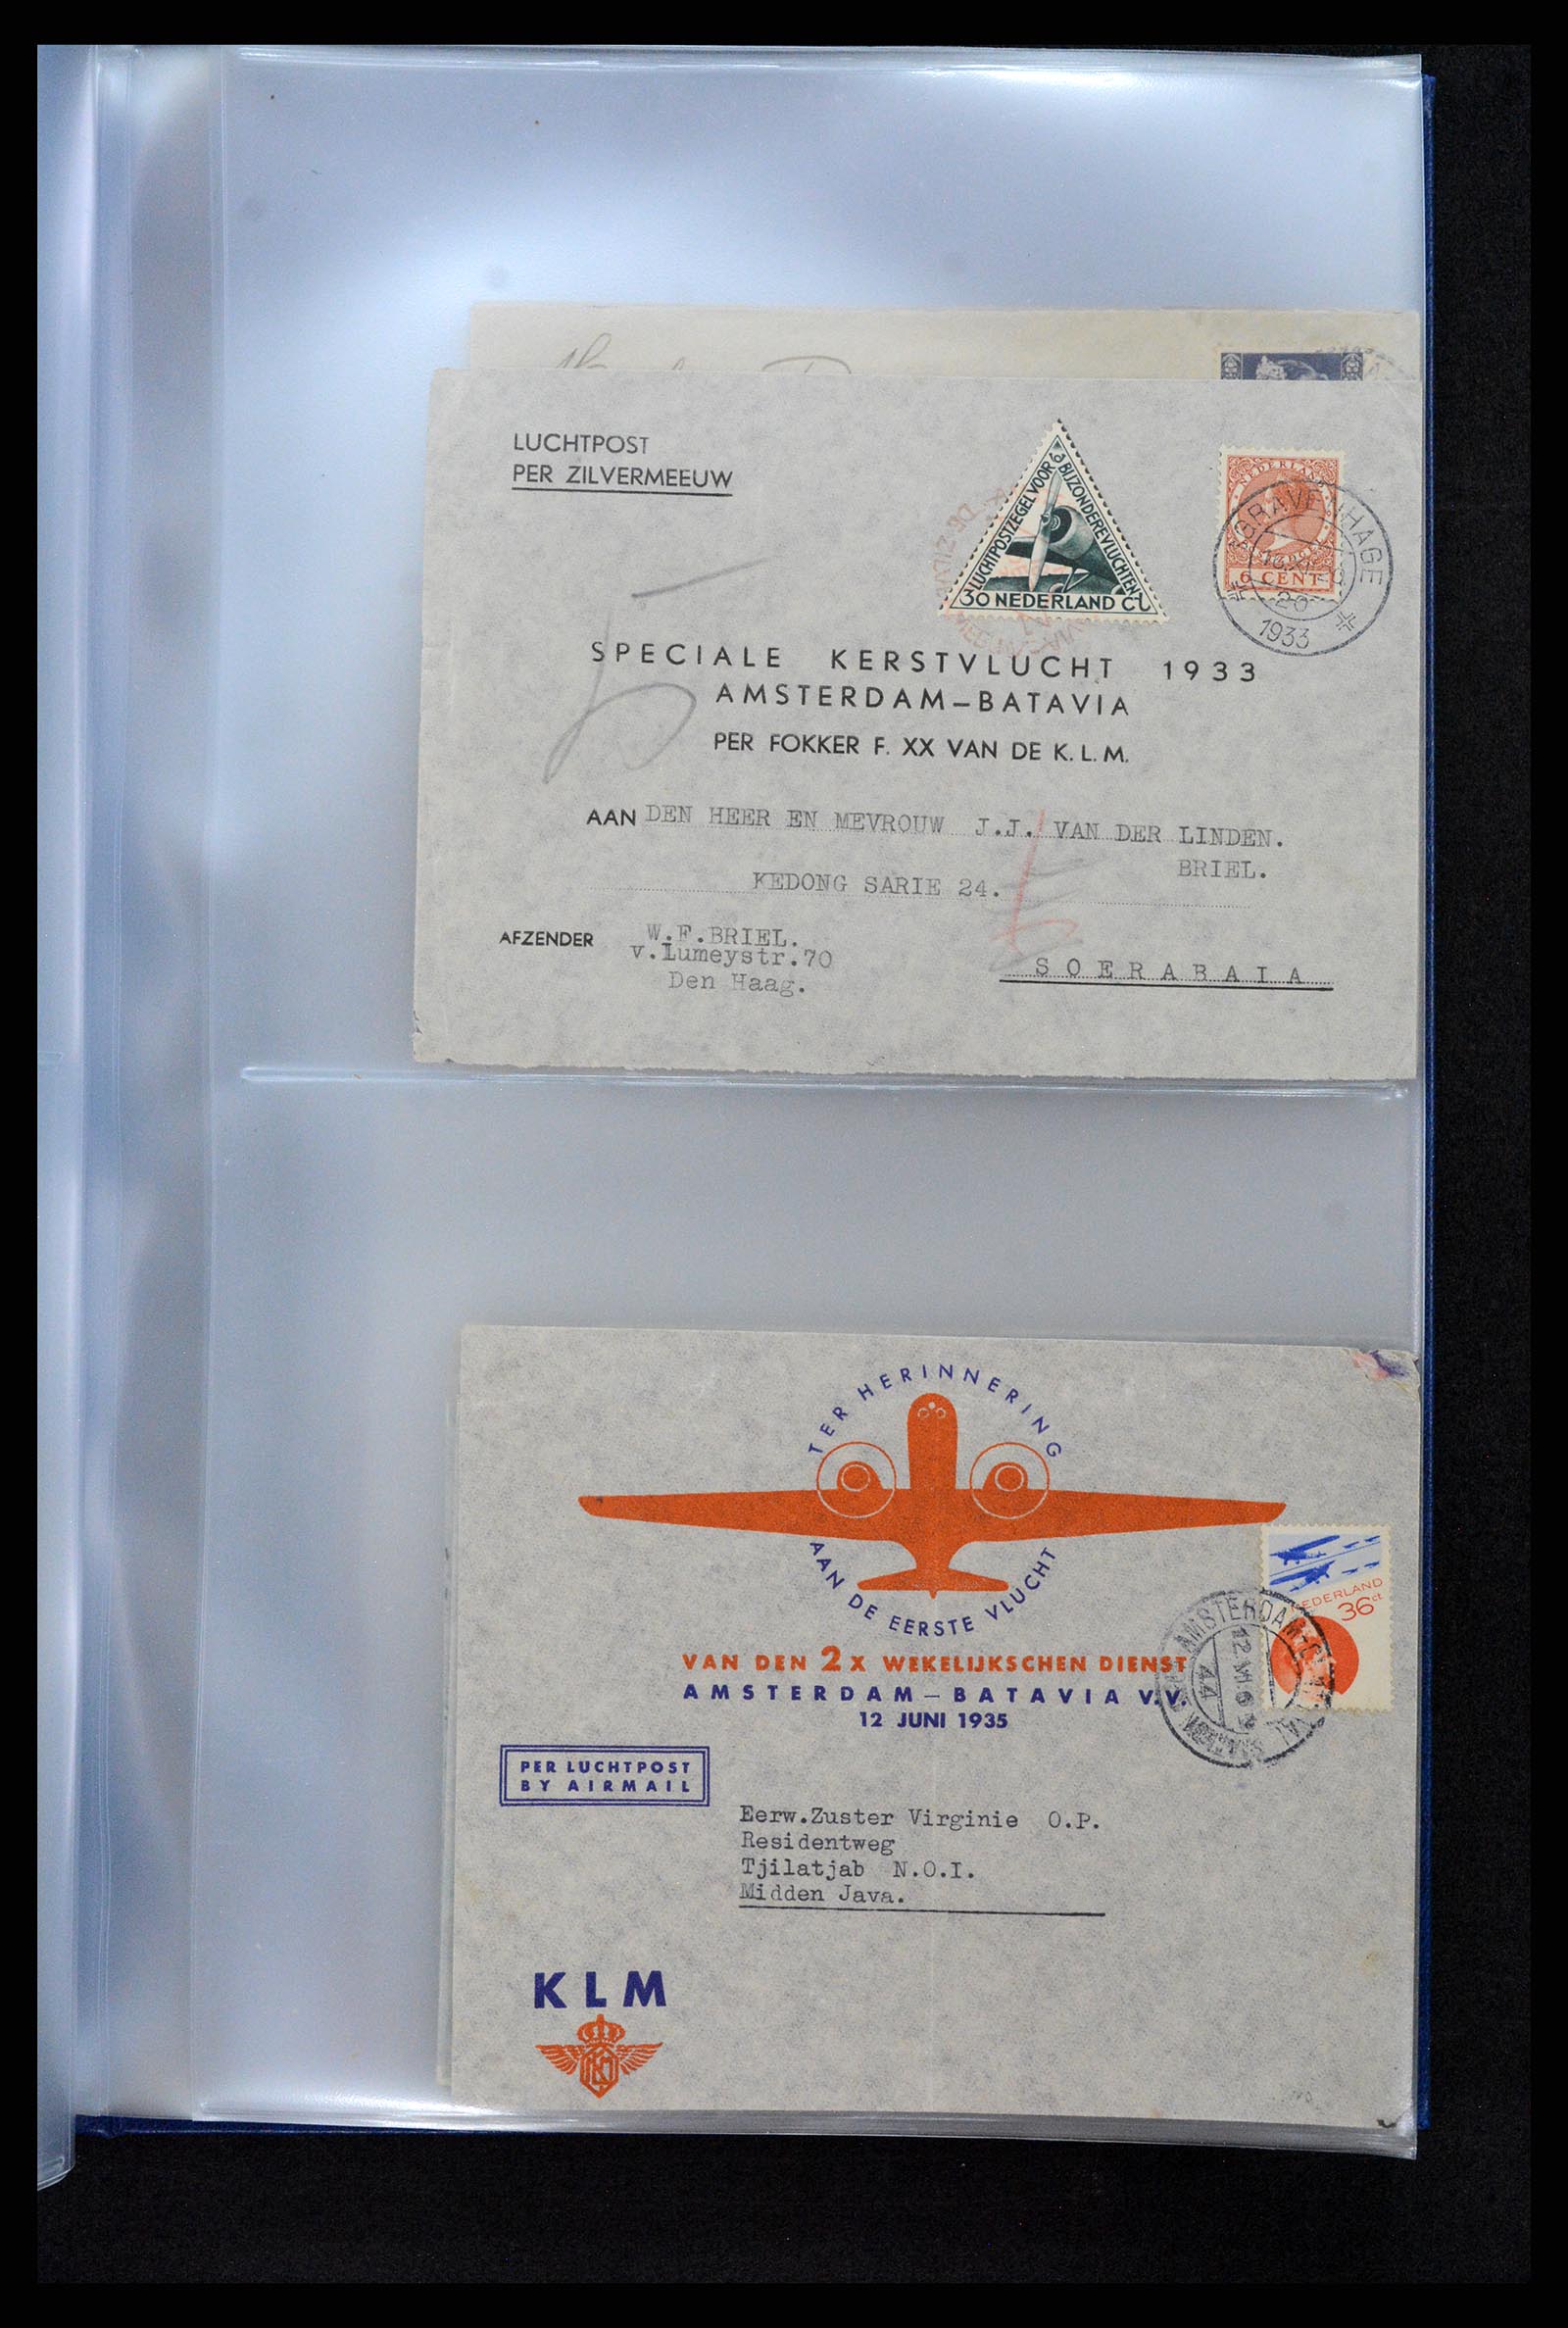 LUCHTPOST
PER ZILVERMEEUW
LUCHTPOSTZEGEL VOOR
BIJZONDERE VLUCHTEN
30 NEDERLAND CT
NEDERLAND
6 CENT
'S GRAVENHAGE
1933
SPECIALE KERSTVLUCHT 1933
AMSTERDAM–BATAVIA
PER FOKKER F. XX VAN DE K.L.M.
AAN DEN HEER EN MEVROUW J.J. VAN DER LINDEN.
BRIEL.
KEDONG SARIE 24.
AFZENDER W.F.BRIEL.
v.Lumeystr.70
Den Haag.
SOERABAIA
TER HERINNERING
AAN DE EERSTE VLUCHT
VAN DEN 2X WEKELIJKSCHEN DIENST
AMSTERDAM–BATAVIA V.V.
12 JUNI 1935
NEDERLAND
36ct
AMSTERDAM
PER LUCHTPOST
BY AIRMAIL
Eerw.Zuster Virginie O.P.
Residentweg
Tjilatjab N.O.I.
Midden Java.
KLM